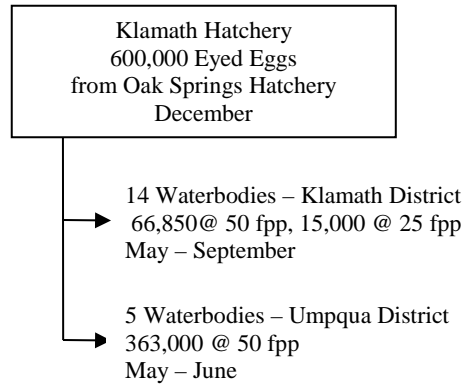 Klamath Hatchery
600,000 Eyed Eggs
from Oak Springs Hatchery
December
14 Waterbodies – Klamath District
66,850@ 50 fpp, 15,000 @ 25 fpp
May – September
5 Waterbodies – Umpqua District
363,000 @ 50 fpp
May – June